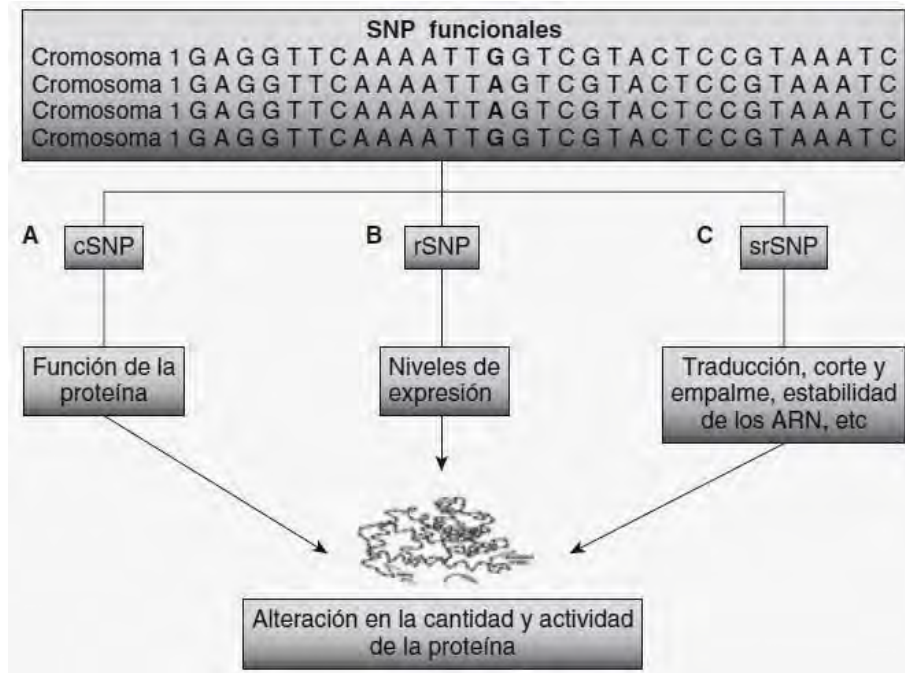 SNP funcionales
Cromosoma 1 G A G G T T C A A A A T T G G T C G T A C T C C G T A A A T C
Cromosoma 1 G A G G T T C A A A A T T A G T C G T A C T C C G T A A A T C
Cromosoma 1 G A G G T T C A A A A T T A G T C G T A C T C C G T A A A T C
Cromosoma 1 G A G G T T C A A A A T T G G T C G T A C T C C G T A A A T C
A
cSNP
B
rSNP
C
srSNP
Función de la
proteína
Niveles de
expresión
Traducción, corte y
empalme, estabilidad
de los ARN, etc
Alteración en la cantidad y actividad
de la proteína